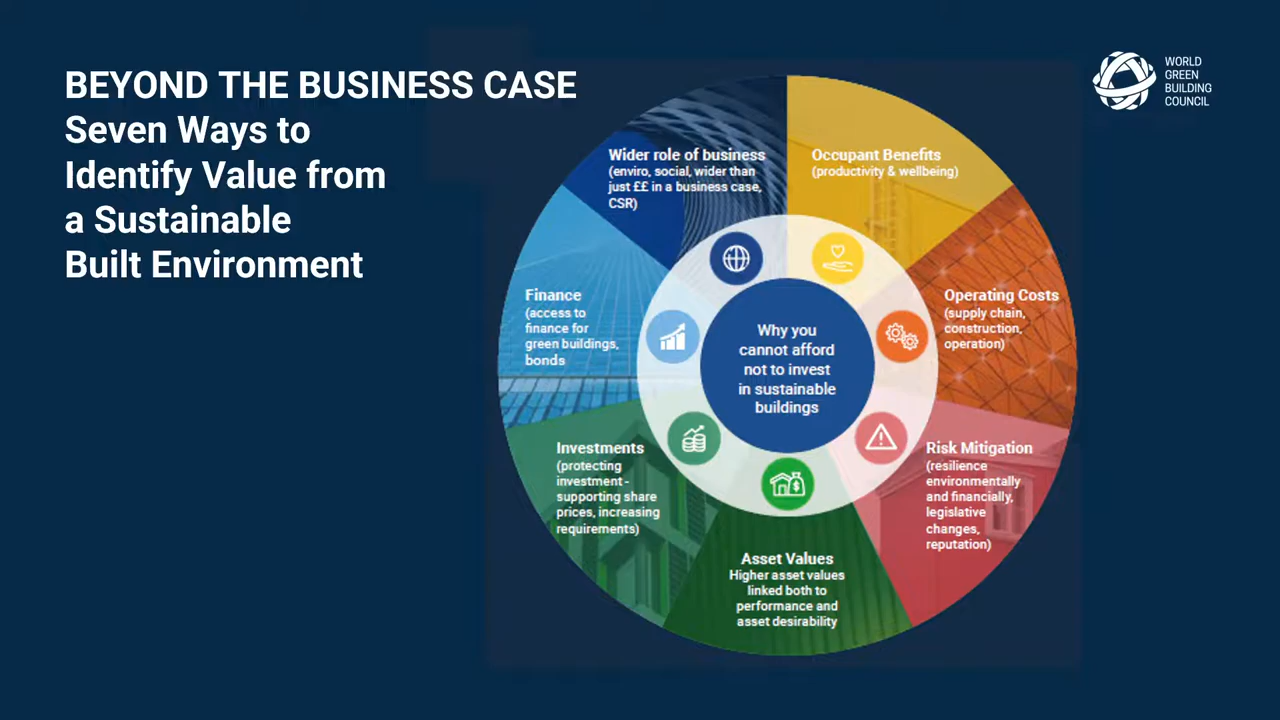 BEYOND THE BUSINESS CASE
Seven Ways to
Identify Value from
a Sustainable
Built Environment
WORLD
GREEN
BUILDING
COUNCIL
Wider role of business
(enviro, social, wider than
just ££ in a business case,
CSR)
Occupant Benefits
(productivity & wellbeing)
Finance
(access to
finance for
green buildings,
bonds
Operating Costs
(supply chain,
construction,
operation)
Why you
cannot afford
not to invest
in sustainable
buildings
Investments
(protecting
investment -
supporting share
prices, increasing
requirements)
Risk Mitigation
(resilience
environmentally
and financially,
legislative
changes,
reputation)
Asset Values
Higher asset values
linked both to
performance and
asset desirability